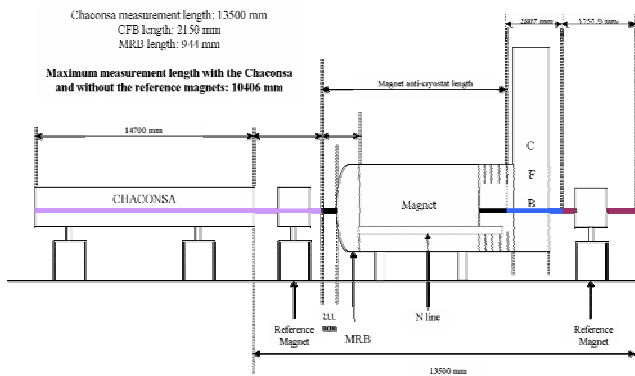 Chaconsa measurement length: 13500 mm
CFB length: 2150 mm
MRB length: 944 mm
Maximum measurement length with the Chaconsa
and without the reference magnets: 10406 mm
Magnet anti-cryostat length
14700 mm
CHACONSA
Magnet
C
F
B
Reference
Magnet
MRB
N line
Reference
Magnet
13500 mm